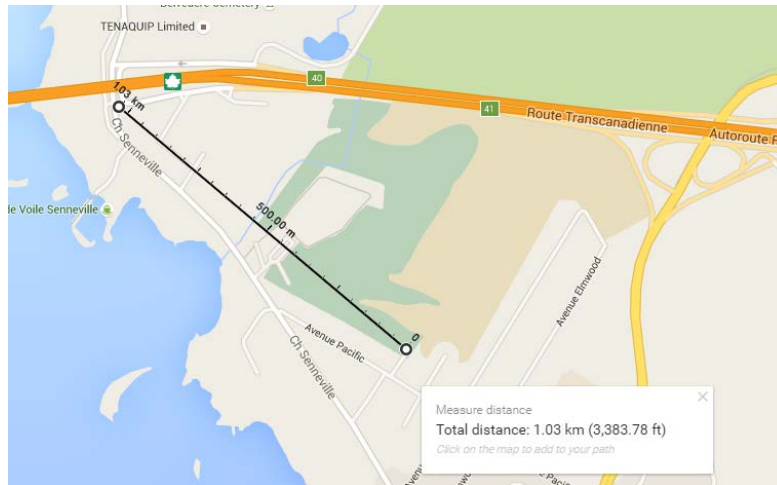 Belvedere Cemetery
TENAQUIP Limited
40
1.03 km
41
Route Transcanadienne
Autoroute F
Ch Senneville
de Voile Senneville
500.00 m
Avenue Elmwood
0
Avenue Pacific
Ch Senneville
Measure distance
Total distance: 1.03 km (3,383.78 ft)
Click on the map to add to your path
Avenue Pacific